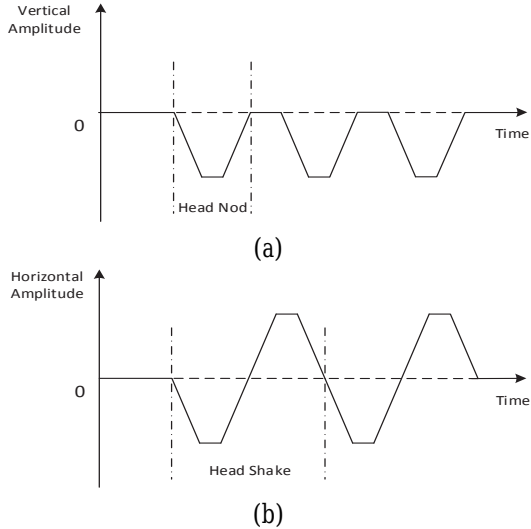 Vertical
Amplitude
0
Time
Head Nod
(a)
Horizontal
Amplitude
0
Time
Head Shake
(b)